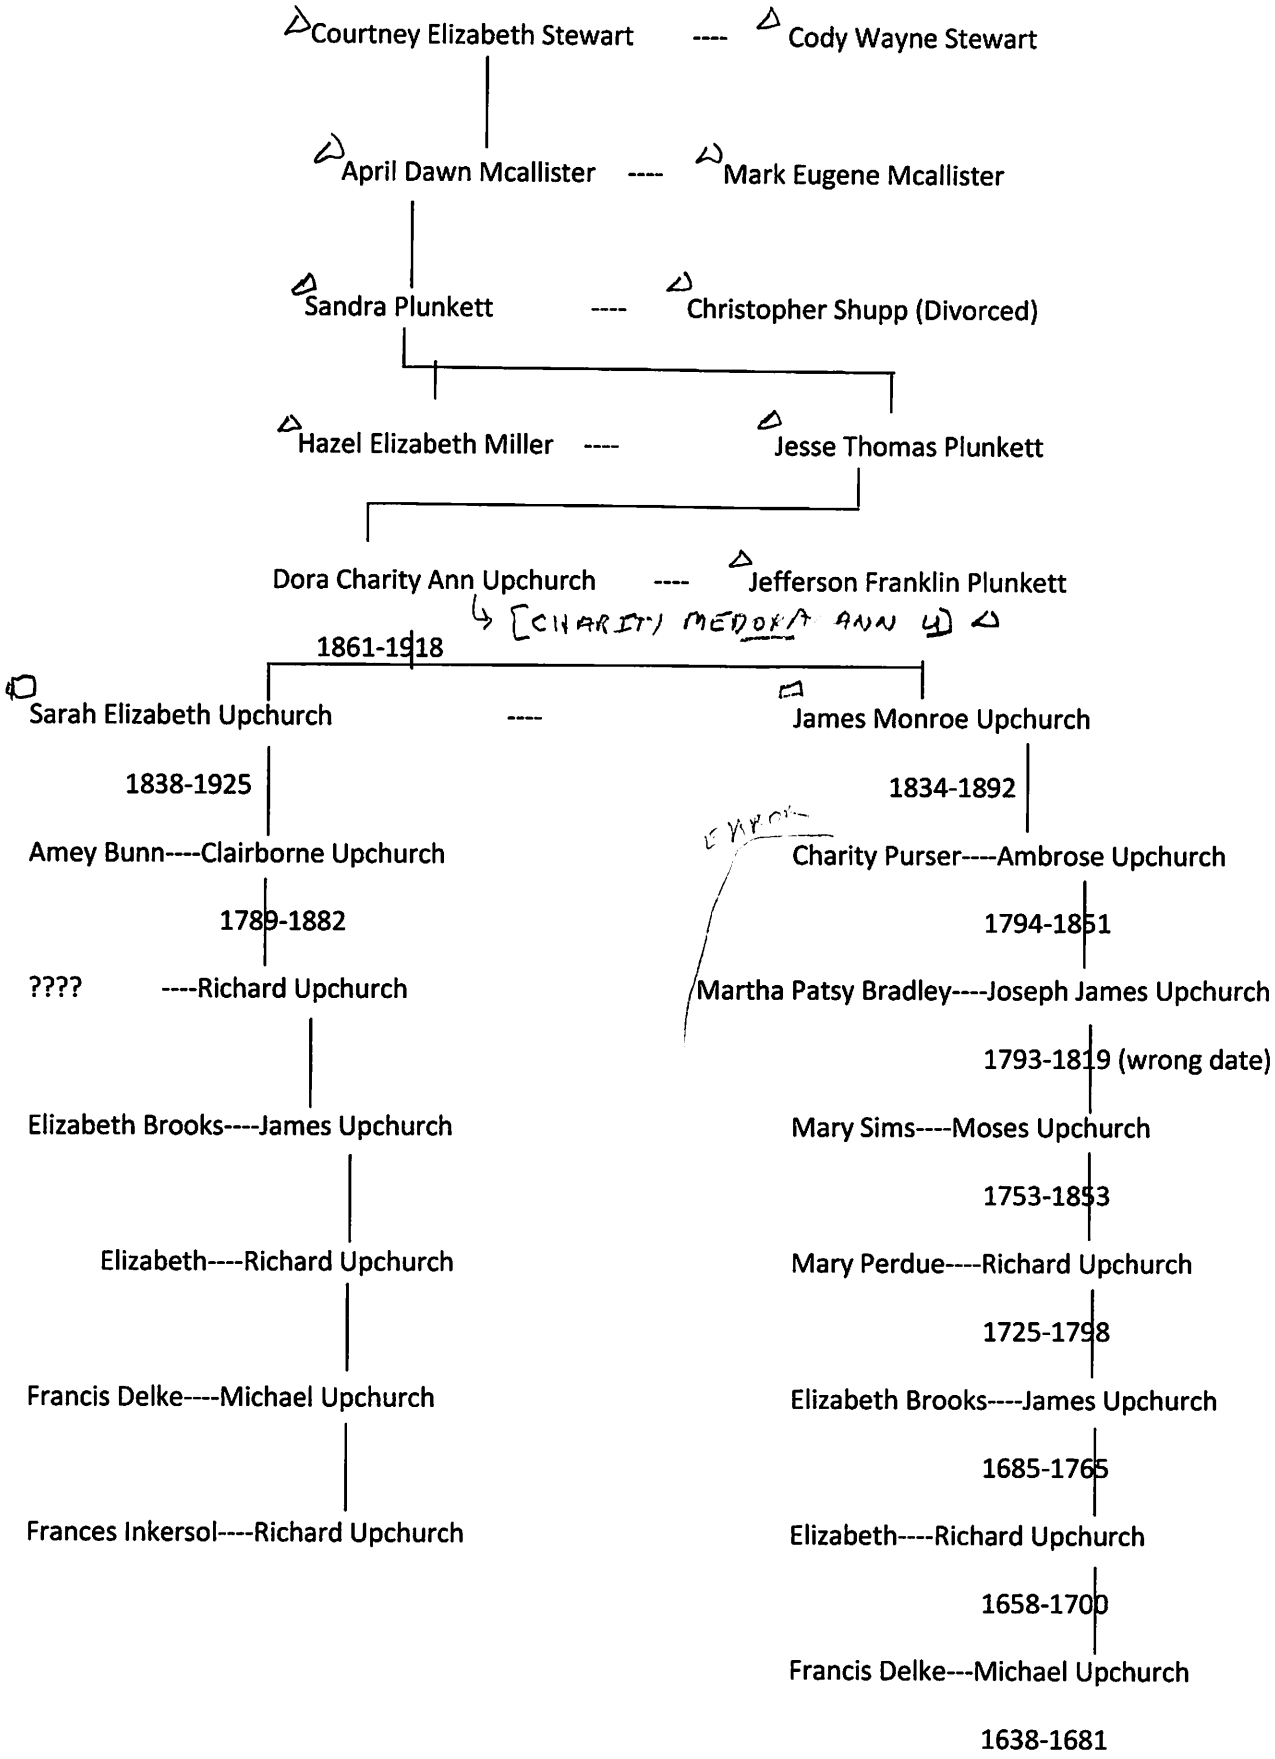 Courtney Elizabeth Stewart ---- Cody Wayne Stewart
April Dawn Mcallister ---- Mark Eugene Mcallister
Sandra Plunkett ---- Christopher Shupp (Divorced)
Hazel Elizabeth Miller ---- Jesse Thomas Plunkett
Dora Charity Ann Upchurch ---- Jefferson Franklin Plunkett
[CHARITY MEDORA ANN U]
1861-1918
Sarah Elizabeth Upchurch ---- James Monroe Upchurch
1838-1925 1834-1892
ERROR
Amey Bunn----Clairborne Upchurch Charity Purser----Ambrose Upchurch
1789-1882 1794-1851
???? ----Richard Upchurch Martha Patsy Bradley----Joseph James Upchurch
1793-1819 (wrong date)
Elizabeth Brooks----James Upchurch Mary Sims----Moses Upchurch
1753-1853
Elizabeth----Richard Upchurch Mary Perdue----Richard Upchurch
1725-1798
Francis Delke----Michael Upchurch Elizabeth Brooks----James Upchurch
1685-1765
Frances Inkersol----Richard Upchurch Elizabeth----Richard Upchurch
1658-1700
Francis Delke---Michael Upchurch
1638-1681